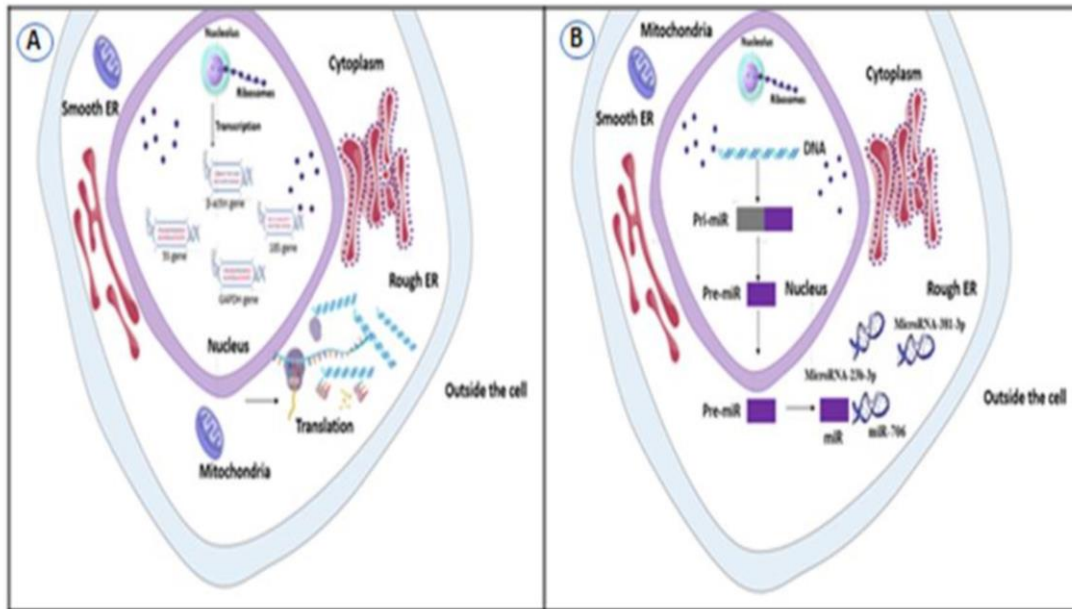 A
Nucleolus
Ribosomes
Cytoplasm
Smooth ER
Transcription
β-actin gene
18S gene
GAPDH gene
Rough ER
Nucleus
Outside the cell
Translation
Mitochondria
B
Mitochondria
Nucleolus
Ribosomes
Cytoplasm
Smooth ER
DNA
Pri-miR
Pre-miR
Nucleus
Rough ER
MicroRNA-381-3p
MicroRNA-23b-3p
Outside the cell
Pre-miR
miR
miR-706